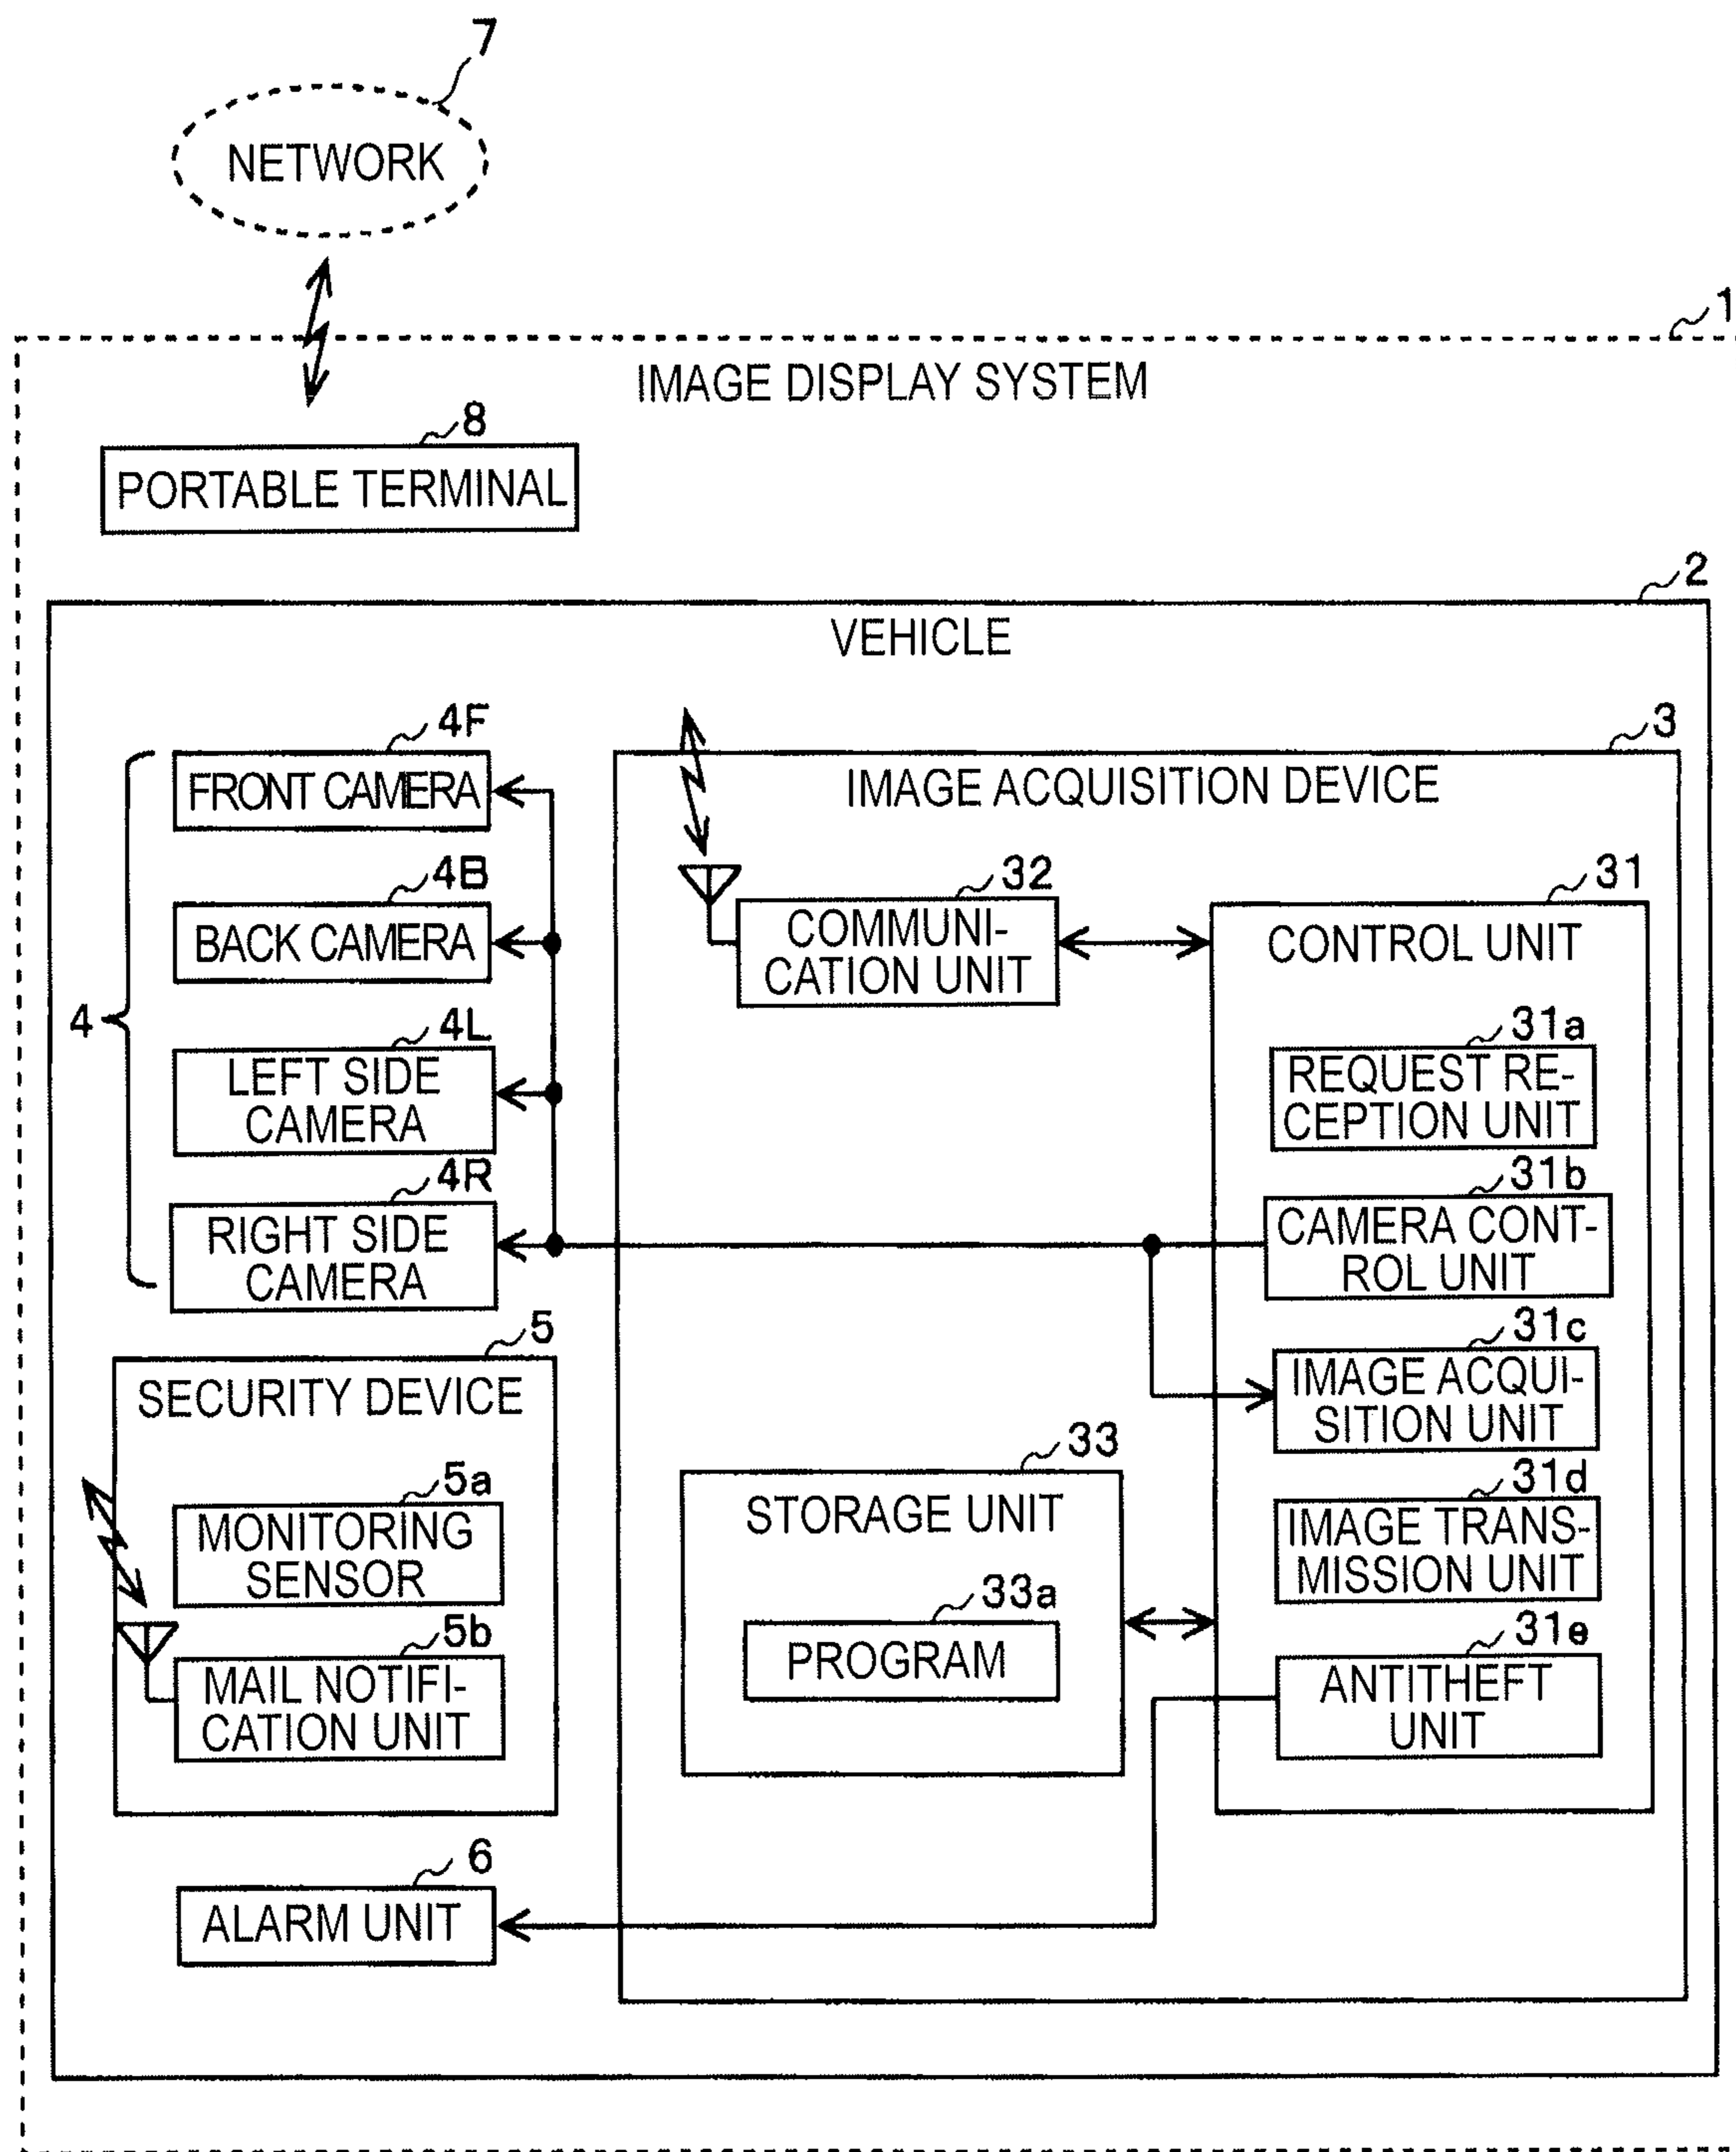 7
NETWORK
1
IMAGE DISPLAY SYSTEM
8
PORTABLE TERMINAL
2
VEHICLE
4F
FRONT CAMERA
4B
BACK CAMERA
4
4L
LEFT SIDE
CAMERA
4R
RIGHT SIDE
CAMERA
5
SECURITY DEVICE
5a
MONITORING
SENSOR
5b
MAIL NOTIFI-
CATION UNIT
6
ALARM UNIT
3
IMAGE ACQUISITION DEVICE
32
COMMUNI-
CATION UNIT
33
STORAGE UNIT
33a
PROGRAM
31
CONTROL UNIT
31a
REQUEST RE-
CEPTION UNIT
31b
CAMERA CONT-
ROL UNIT
31c
IMAGE ACQUI-
SITION UNIT
31d
IMAGE TRANS-
MISSION UNIT
31e
ANTITHEFT
UNIT